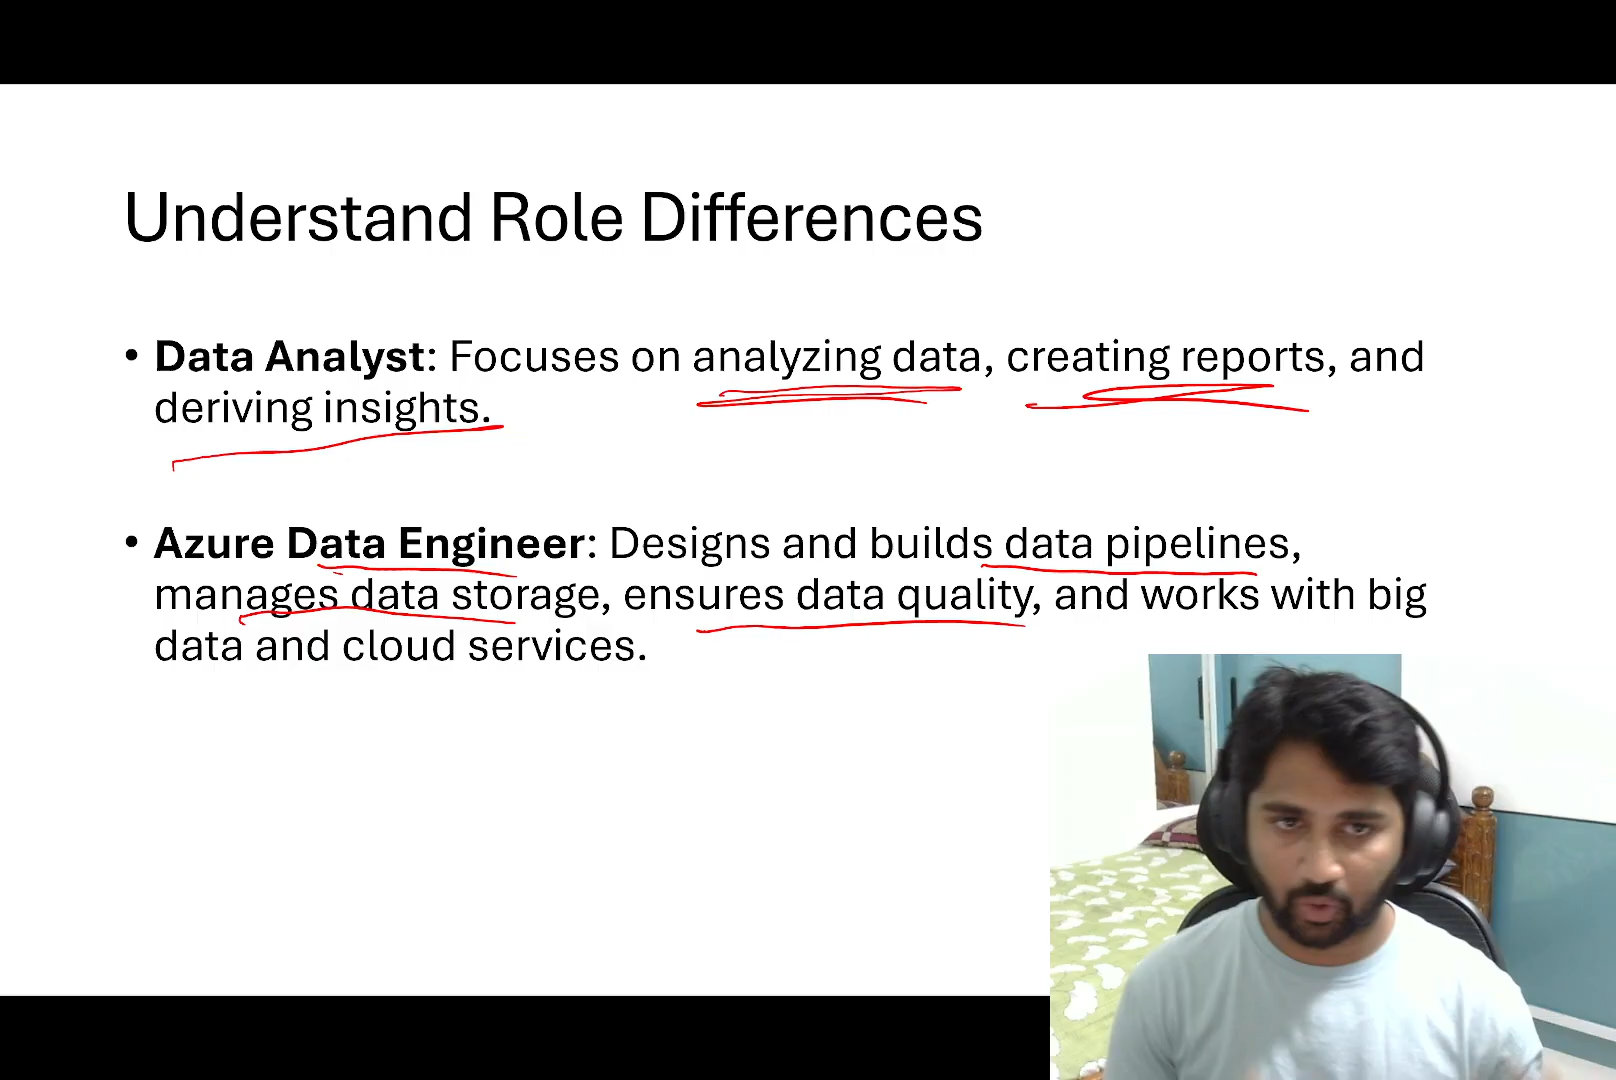 Understand Role Differences
• Data Analyst: Focuses on analyzing data, creating reports, and
deriving insights.
• Azure Data Engineer: Designs and builds data pipelines,
manages data storage, ensures data quality, and works with big
data and cloud services.